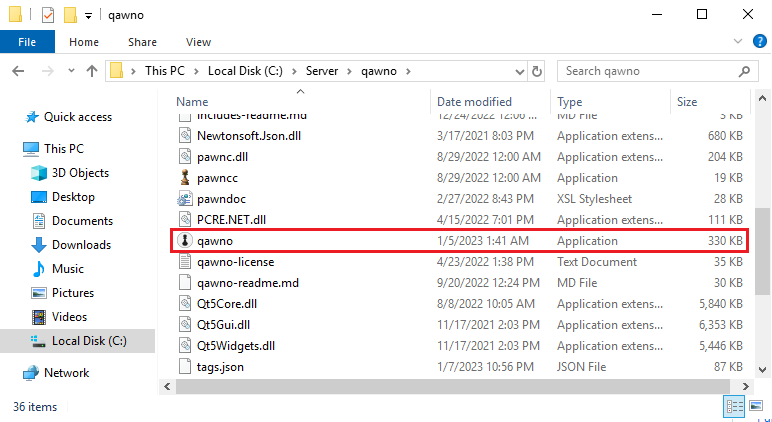 qawno
File Home Share View
This PC Local Disk (C:) Server qawno Search qawno
Name Date modified Type Size
includes-readme.md 12/24/2022 12:06 MD File 3 KB
Newtonsoft.Json.dll 3/17/2021 8:03 PM Application extens... 680 KB
pawnc.dll 8/29/2022 12:00 AM Application extens... 204 KB
pawncc 8/29/2022 12:00 AM Application 19 KB
pawndoc 2/27/2022 8:43 PM XSL Stylesheet 28 KB
PCRE.NET.dll 4/15/2022 7:01 PM Application extens... 111 KB
qawno 1/5/2023 1:41 AM Application 330 KB
qawno-license 4/23/2022 1:38 PM Text Document 35 KB
qawno-readme.md 9/20/2022 12:24 PM MD File 30 KB
Qt5Core.dll 8/8/2022 10:05 AM Application extens... 5,840 KB
Qt5Gui.dll 11/17/2021 2:03 PM Application extens... 6,353 KB
Qt5Widgets.dll 11/17/2021 2:03 PM Application extens... 5,446 KB
tags.json 1/7/2023 10:56 PM JSON File 87 KB
Quick access
This PC
3D Objects
Desktop
Documents
Downloads
Music
Pictures
Videos
Local Disk (C:)
Network
36 items